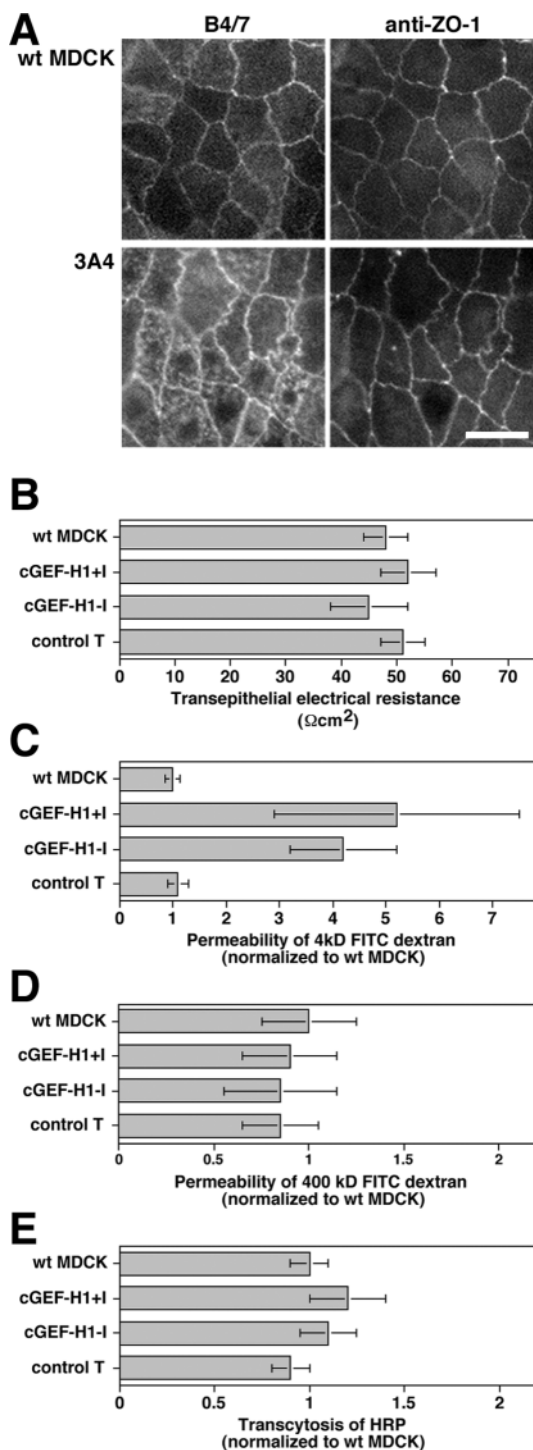 A
B4/7 anti-ZO-1
wt MDCK
3A4
B
wt MDCK
cGEF-H1+I
cGEF-H1-I
control T
0 10 20 30 40 50 60 70
Transepithelial electrical resistance
(Ωcm2)
C
wt MDCK
cGEF-H1+I
cGEF-H1-I
control T
0 1 2 3 4 5 6 7
Permeability of 4kD FITC dextran
(normalized to wt MDCK)
D
wt MDCK
cGEF-H1+I
cGEF-H1-I
control T
0 0.5 1 1.5 2
Permeability of 400 kD FITC dextran
(normalized to wt MDCK)
E
wt MDCK
cGEF-H1+I
cGEF-H1-I
control T
0 0.5 1 1.5 2
Transcytosis of HRP
(normalized to wt MDCK)